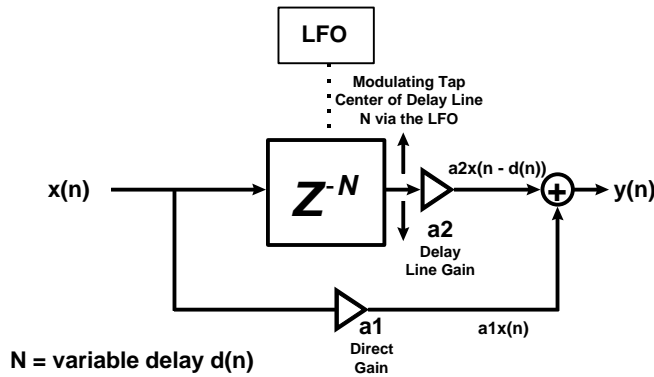 LFO
Modulating Tap
Center of Delay Line
N via the LFO
a2x(n - d(n))
x(n)
Z-N
+
y(n)
a2
Delay
Line Gain
a1
a1x(n)
Direct
Gain
N = variable delay d(n)